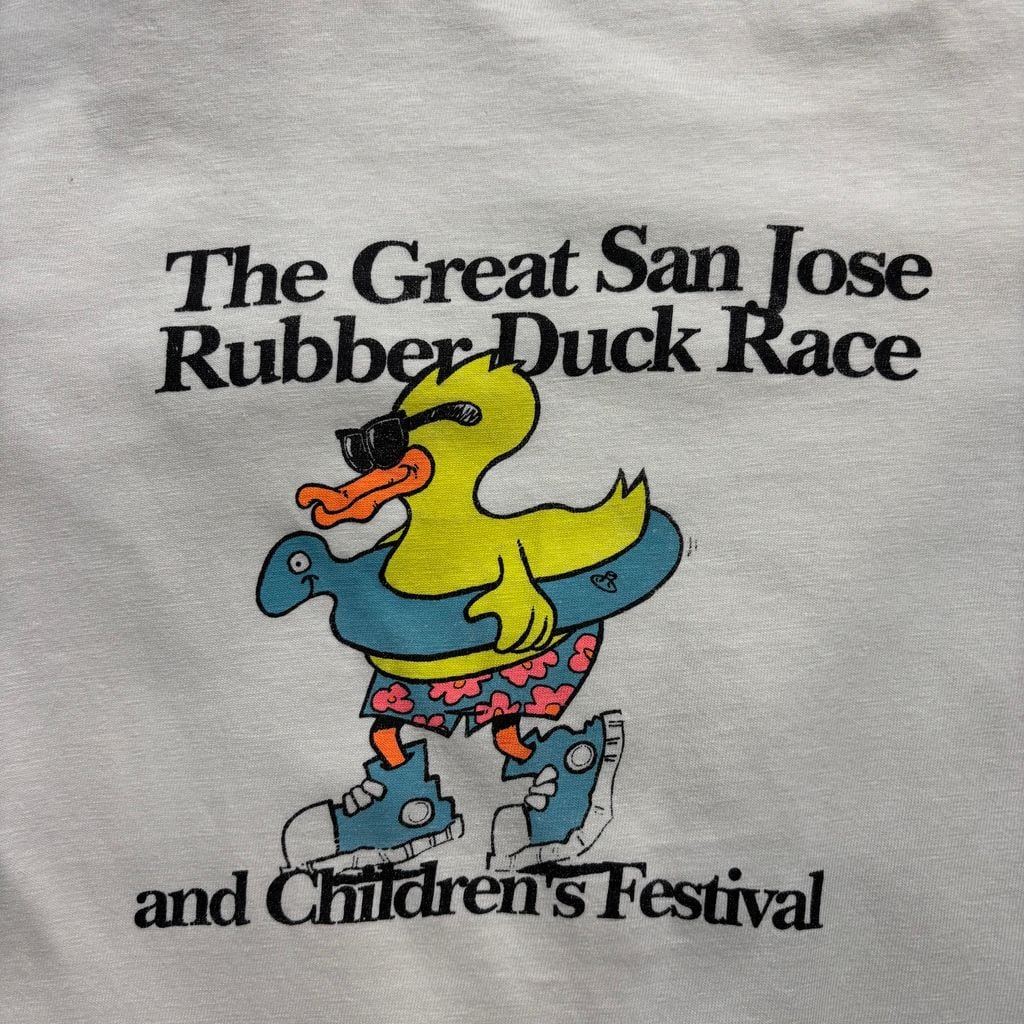 The Great San Jose
Rubber Duck Race
and Children's Festival